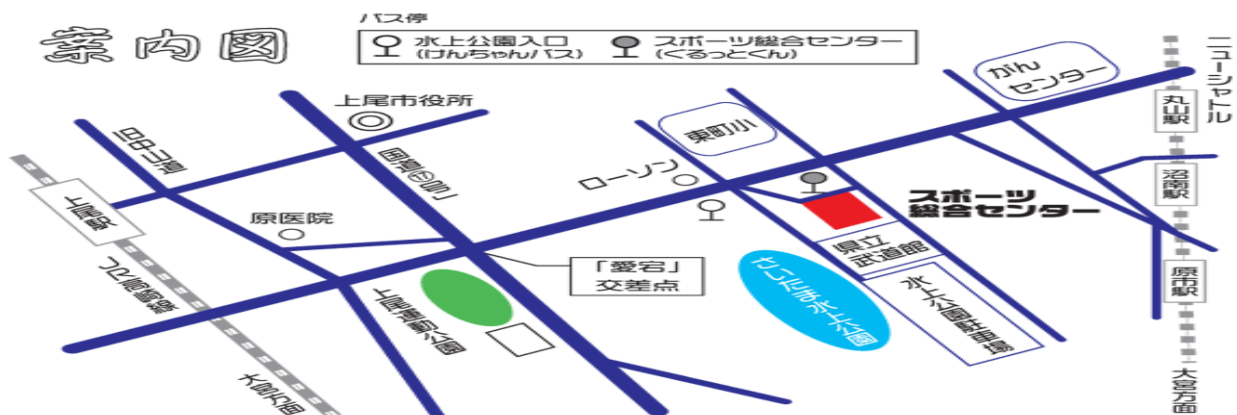 案内図
バス停
水上公園入口
(けんちゃんバス)
スポーツ総合センター
(ぐるっとくん)
ニューシャトル
がん
センター
丸山駅
上尾市役所
東町小
旧中山道
国道⑰号
ローソン
沼南駅
スポーツ
総合センター
原医院
上尾駅
県立
武道館
「愛宕」
交差点
JR高崎線
上尾運動公園
さいたま水上公園
水上公園駐車場
原市駅
大宮方面
大宮方面